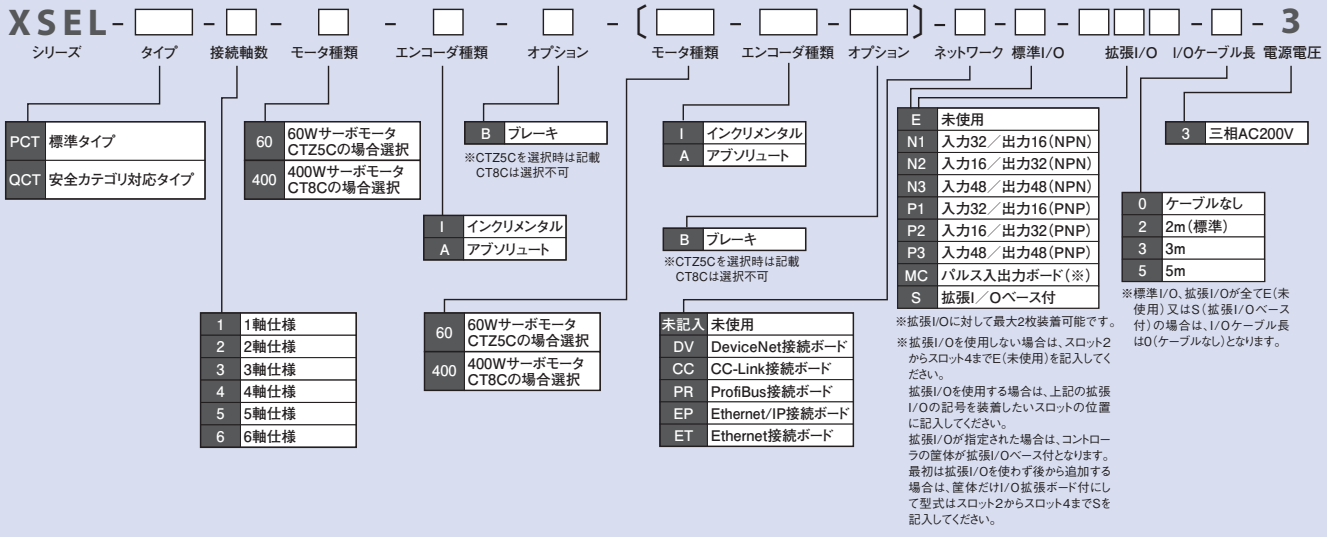 XSEL- - - - - - -( - - )- - - - - 3
シリーズ タイプ 接続軸数 モータ種類 エンコーダ種類 オプション モータ種類 エンコーダ種類 オプション ネットワーク 標準I/O 拡張I/O I/Oケーブル長 電源電圧
PCT 標準タイプ
QCT 安全カテゴリ対応タイプ
1 1軸仕様
2 2軸仕様
3 3軸仕様
4 4軸仕様
5 5軸仕様
6 6軸仕様
60 60Wサーボモータ
CTZ5Cの場合選択
400 400Wサーボモータ
CT8Cの場合選択
I インクリメンタル
A アブソリュート
B ブレーキ
※CTZ5Cを選択時は記載
CT8Cは選択不可
60 60Wサーボモータ
CTZ5Cの場合選択
400 400Wサーボモータ
CT8Cの場合選択
I インクリメンタル
A アブソリュート
B ブレーキ
※CTZ5Cを選択時は記載
CT8Cは選択不可
未記入 未使用
DV DeviceNet接続ボード
CC CC-Link接続ボード
PR ProfiBus接続ボード
EP Ethernet/IP接続ボード
ET Ethernet接続ボード
E 未使用
N1 入力32/出力16(NPN)
N2 入力16/出力32(NPN)
N3 入力48/出力48(NPN)
P1 入力32/出力16(PNP)
P2 入力16/出力32(PNP)
P3 入力48/出力48(PNP)
MC パルス入出力ボード(※)
S 拡張I/Oベース付
※拡張I/Oに対して最大2枚装着可能です。
※拡張I/Oを使用しない場合は、スロット2
からスロット4までE(未使用)を記入してく
ださい。
拡張I/Oを使用する場合は、上記の拡張
I/Oの記号を装着したいスロットの位置
に記入してください。
拡張I/Oが指定された場合は、コントロー
ラの筐体が拡張I/Oベース付となります。
最初は拡張I/Oを使わず後から追加する
場合は、筐体だけI/O拡張ボード付にし
て型式はスロット2からスロット4までSを
記入してください。
0 ケーブルなし
2 2m(標準)
3 3m
5 5m
※標準I/O、拡張I/Oが全てE(未
使用)又はS(拡張I/Oベース
付)の場合は、I/Oケーブル長
は0(ケーブルなし)となります。
3 三相AC200V